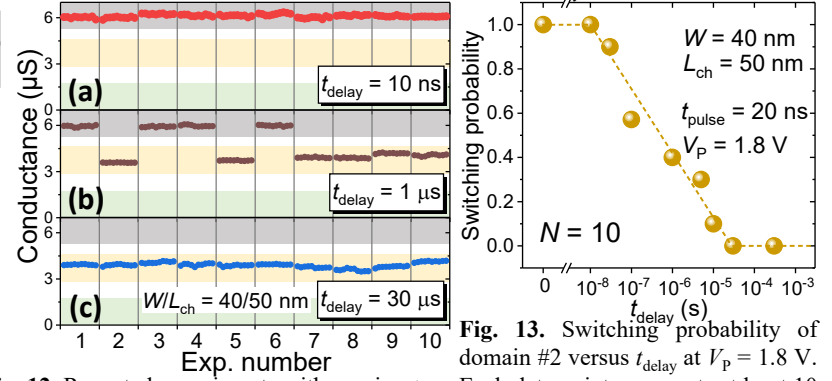 Conductance (μS)
6
3
0
(a)
t_delay = 10 ns
6
3
0
(b)
t_delay = 1 μs
6
3
0
(c)
W/L_ch = 40/50 nm
t_delay = 30 μs
1 2 3 4 5 6 7 8 9 10
Exp. number
Switching probability
1.0
0.8
0.6
0.4
0.2
0.0
W = 40 nm
L_ch = 50 nm
t_pulse = 20 ns
V_P = 1.8 V
N = 10
0 10^-8 10^-7 10^-6 10^-5 10^-4 10^-3
t_delay (s)
Fig. 13. Switching probability of
domain #2 versus t_delay at V_P = 1.8 V.